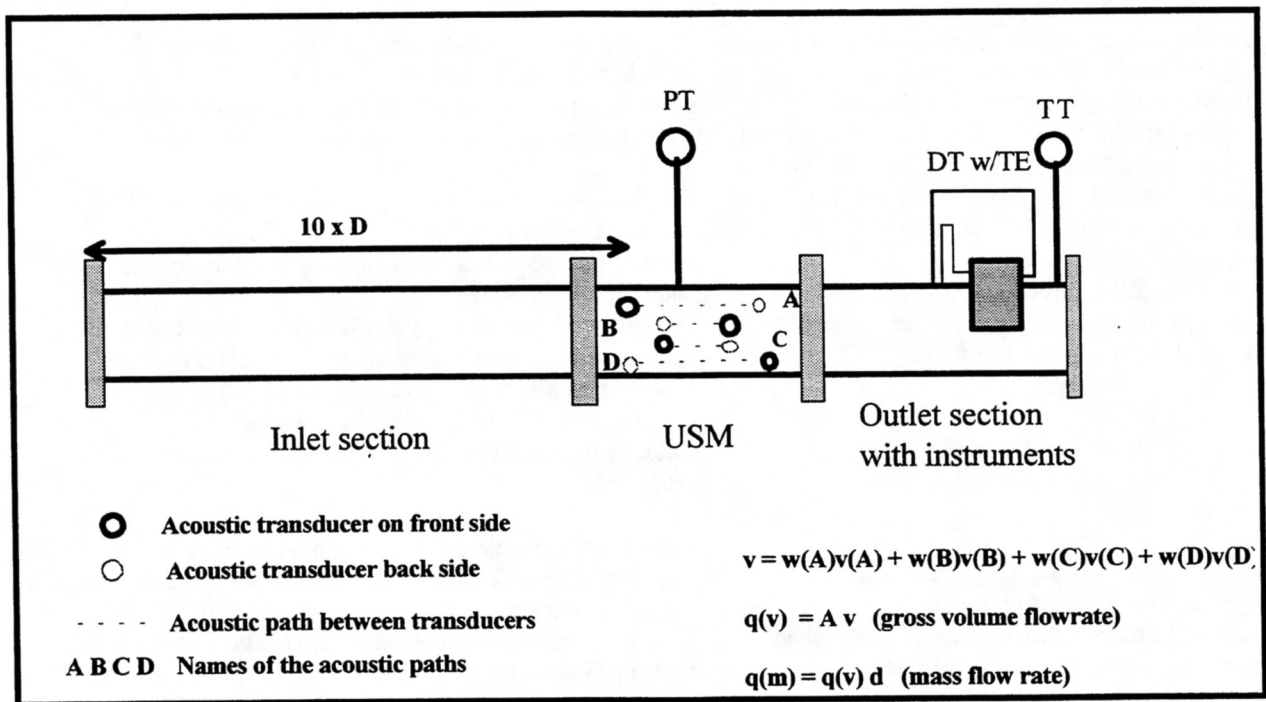 PT
TT
DT w/TE
10 x D
A
B
C
D
Inlet section
USM
Outlet section
with instruments
Acoustic transducer on front side
Acoustic transducer back side
Acoustic path between transducers
A B C D Names of the acoustic paths
v = w(A)v(A) + w(B)v(B) + w(C)v(C) + w(D)v(D)
q(v) = A v (gross volume flowrate)
q(m) = q(v) d (mass flow rate)